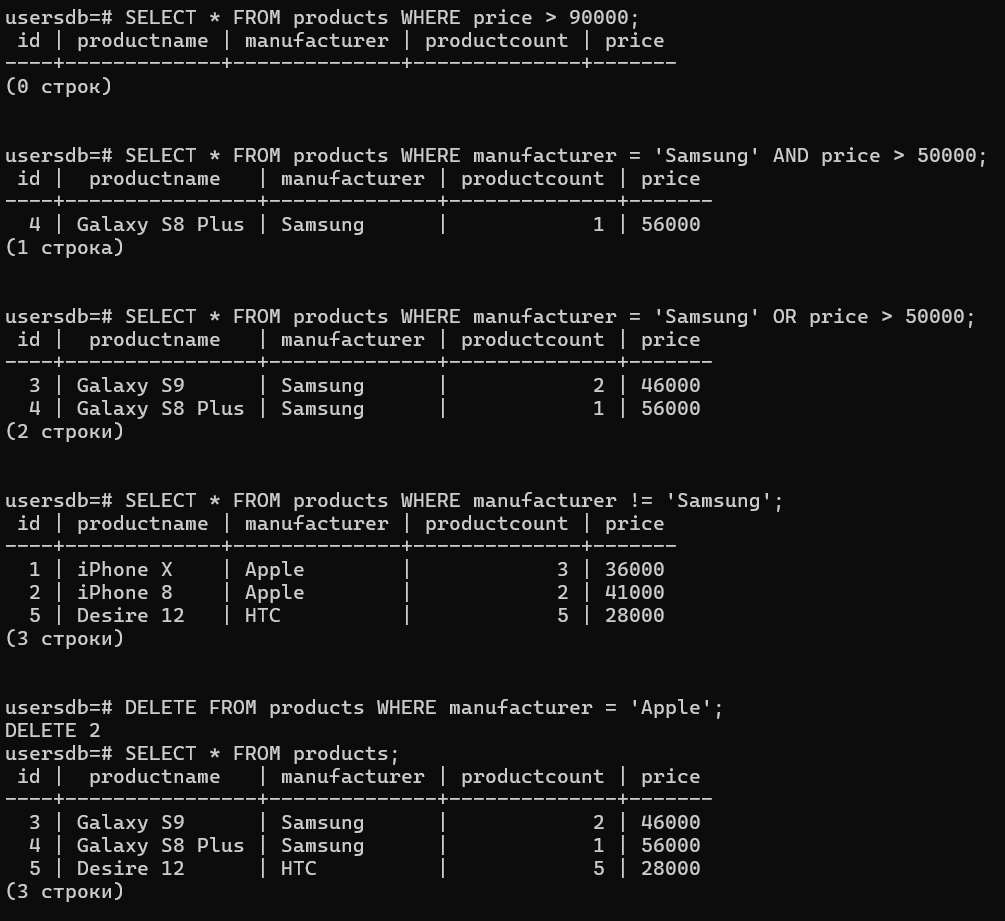 usersdb=# SELECT * FROM products WHERE price > 90000;
 id | productname | manufacturer | productcount | price
----+-------------+--------------+--------------+-------
(0 строк)

usersdb=# SELECT * FROM products WHERE manufacturer = 'Samsung' AND price > 50000;
 id |  productname   | manufacturer | productcount | price
----+----------------+--------------+--------------+-------
  4 | Galaxy S8 Plus | Samsung      |            1 | 56000
(1 строка)

usersdb=# SELECT * FROM products WHERE manufacturer = 'Samsung' OR price > 50000;
 id |  productname   | manufacturer | productcount | price
----+----------------+--------------+--------------+-------
  3 | Galaxy S9      | Samsung      |            2 | 46000
  4 | Galaxy S8 Plus | Samsung      |            1 | 56000
(2 строки)

usersdb=# SELECT * FROM products WHERE manufacturer != 'Samsung';
 id | productname | manufacturer | productcount | price
----+-------------+--------------+--------------+-------
  1 | iPhone X    | Apple        |            3 | 36000
  2 | iPhone 8    | Apple        |            2 | 41000
  5 | Desire 12   | HTC          |            5 | 28000
(3 строки)

usersdb=# DELETE FROM products WHERE manufacturer = 'Apple';
DELETE 2
usersdb=# SELECT * FROM products;
 id |  productname   | manufacturer | productcount | price
----+----------------+--------------+--------------+-------
  3 | Galaxy S9      | Samsung      |            2 | 46000
  4 | Galaxy S8 Plus | Samsung      |            1 | 56000
  5 | Desire 12      | HTC          |            5 | 28000
(3 строки)